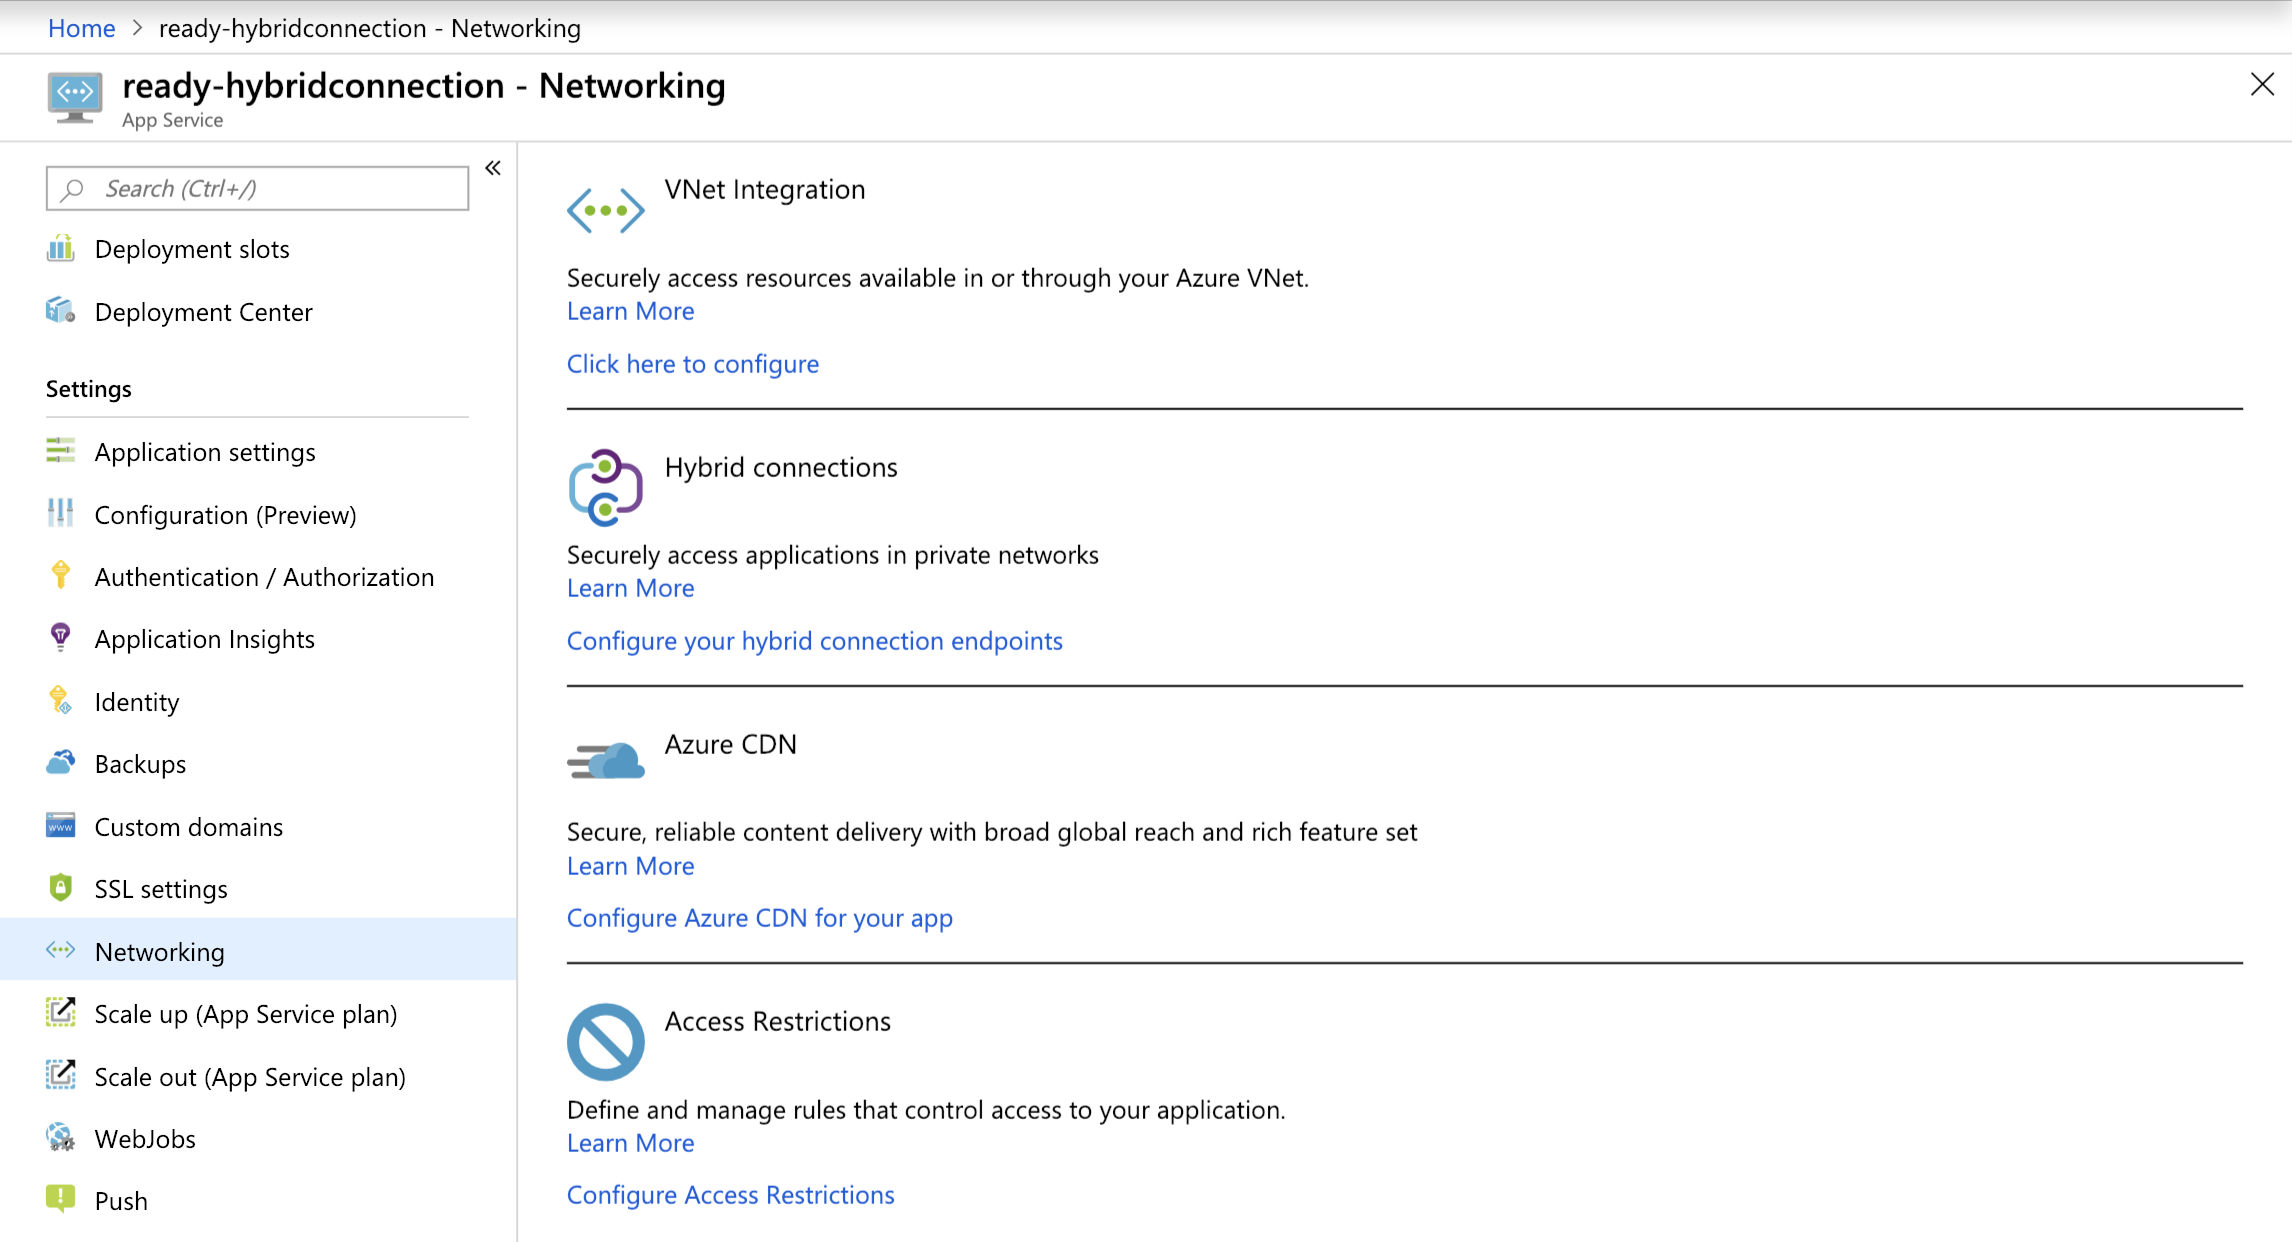 Home > ready-hybridconnection - Networking
ready-hybridconnection - Networking
App Service
Search (Ctrl+/)
«
Deployment slots
Deployment Center
Settings
Application settings
Configuration (Preview)
Authentication / Authorization
Application Insights
Identity
Backups
Custom domains
SSL settings
Networking
Scale up (App Service plan)
Scale out (App Service plan)
WebJobs
Push
VNet Integration
Securely access resources available in or through your Azure VNet.
Learn More
Click here to configure
Hybrid connections
Securely access applications in private networks
Learn More
Configure your hybrid connection endpoints
Azure CDN
Secure, reliable content delivery with broad global reach and rich feature set
Learn More
Configure Azure CDN for your app
Access Restrictions
Define and manage rules that control access to your application.
Learn More
Configure Access Restrictions